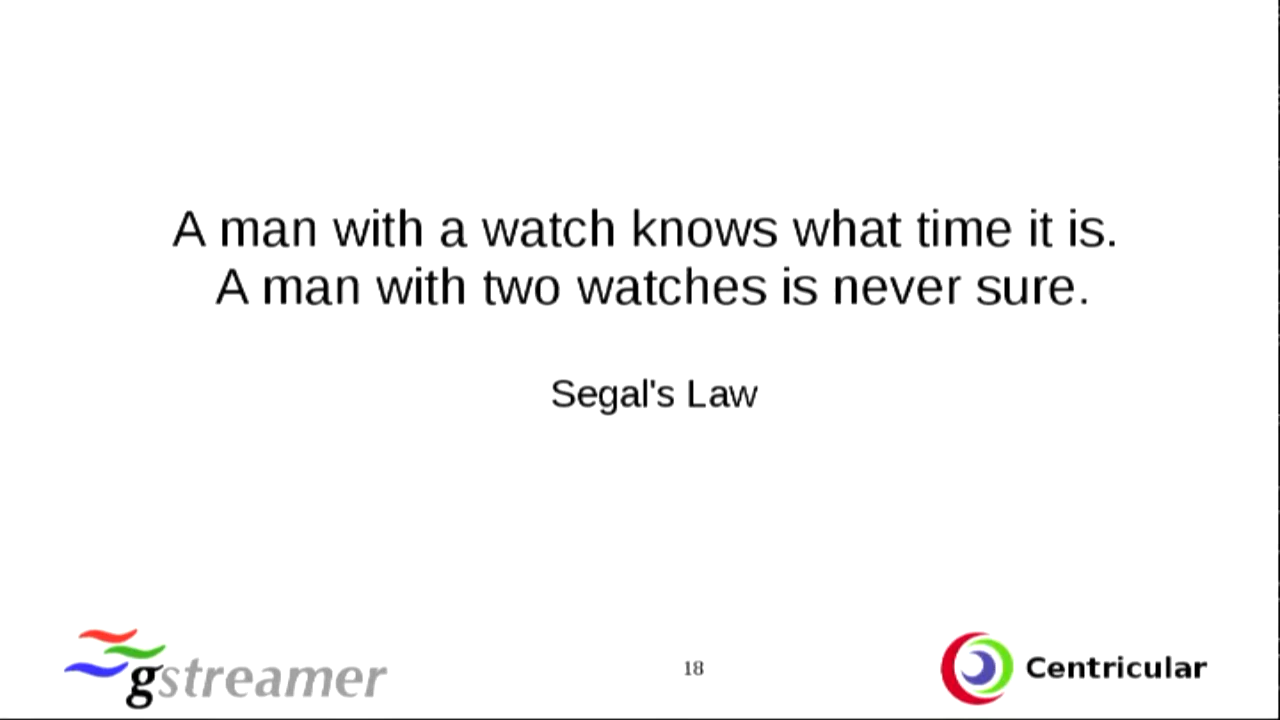 A man with a watch knows what time it is.
A man with two watches is never sure.
Segal's Law
gstreamer
18
Centricular